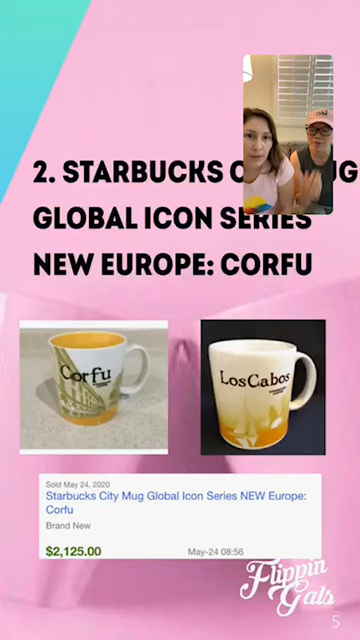 2. STARBUCKS C UG
GLOBAL ICON SERIES
NEW EUROPE: CORFU
Corfu
LosCabos
Sold May 24, 2020
Starbucks City Mug Global Icon Series NEW Europe:
Corfu
Brand New
$2,125.00 May-24 08:56
Flippin
Gals
5